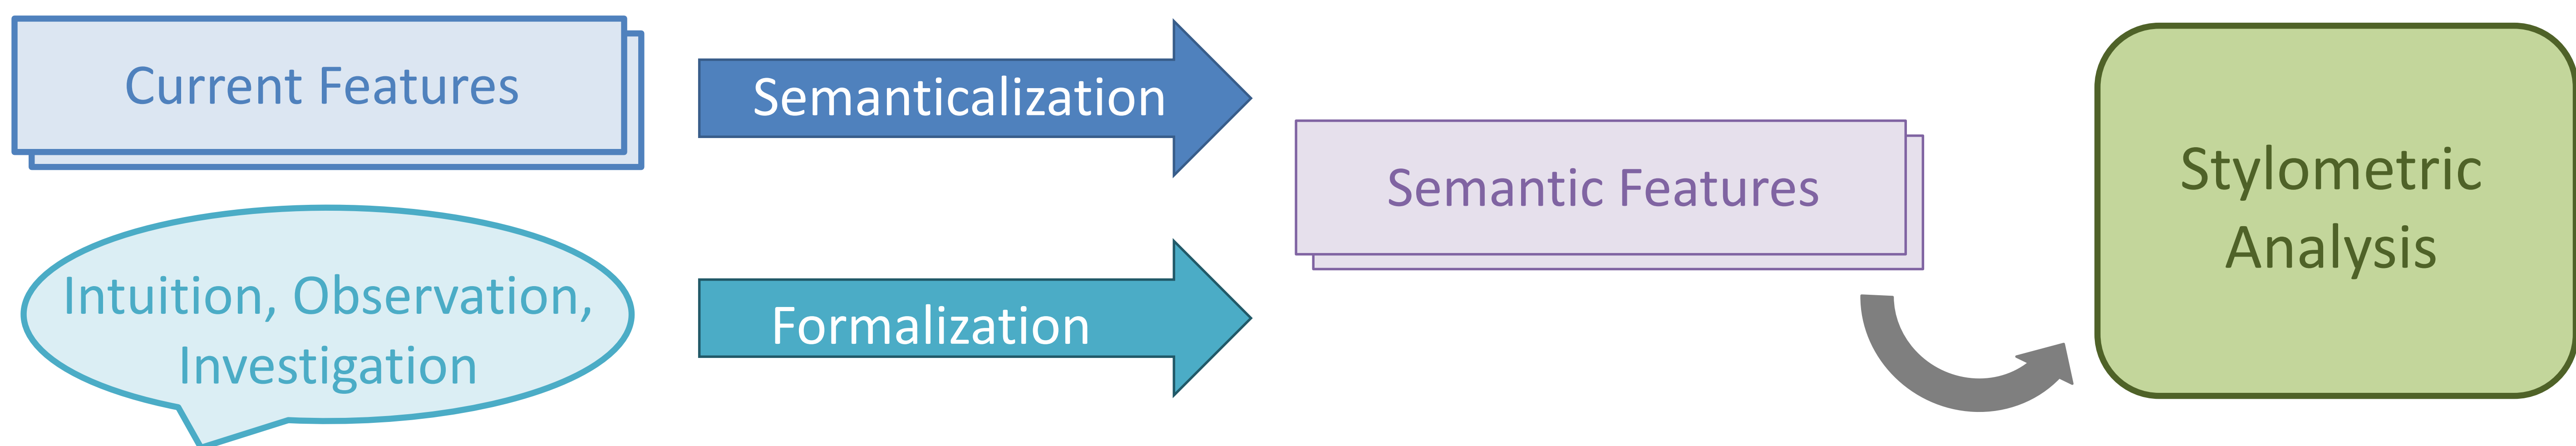 Current Features
Semanticalization
Intuition, Observation,
Investigation
Formalization
Semantic Features
Stylometric
Analysis